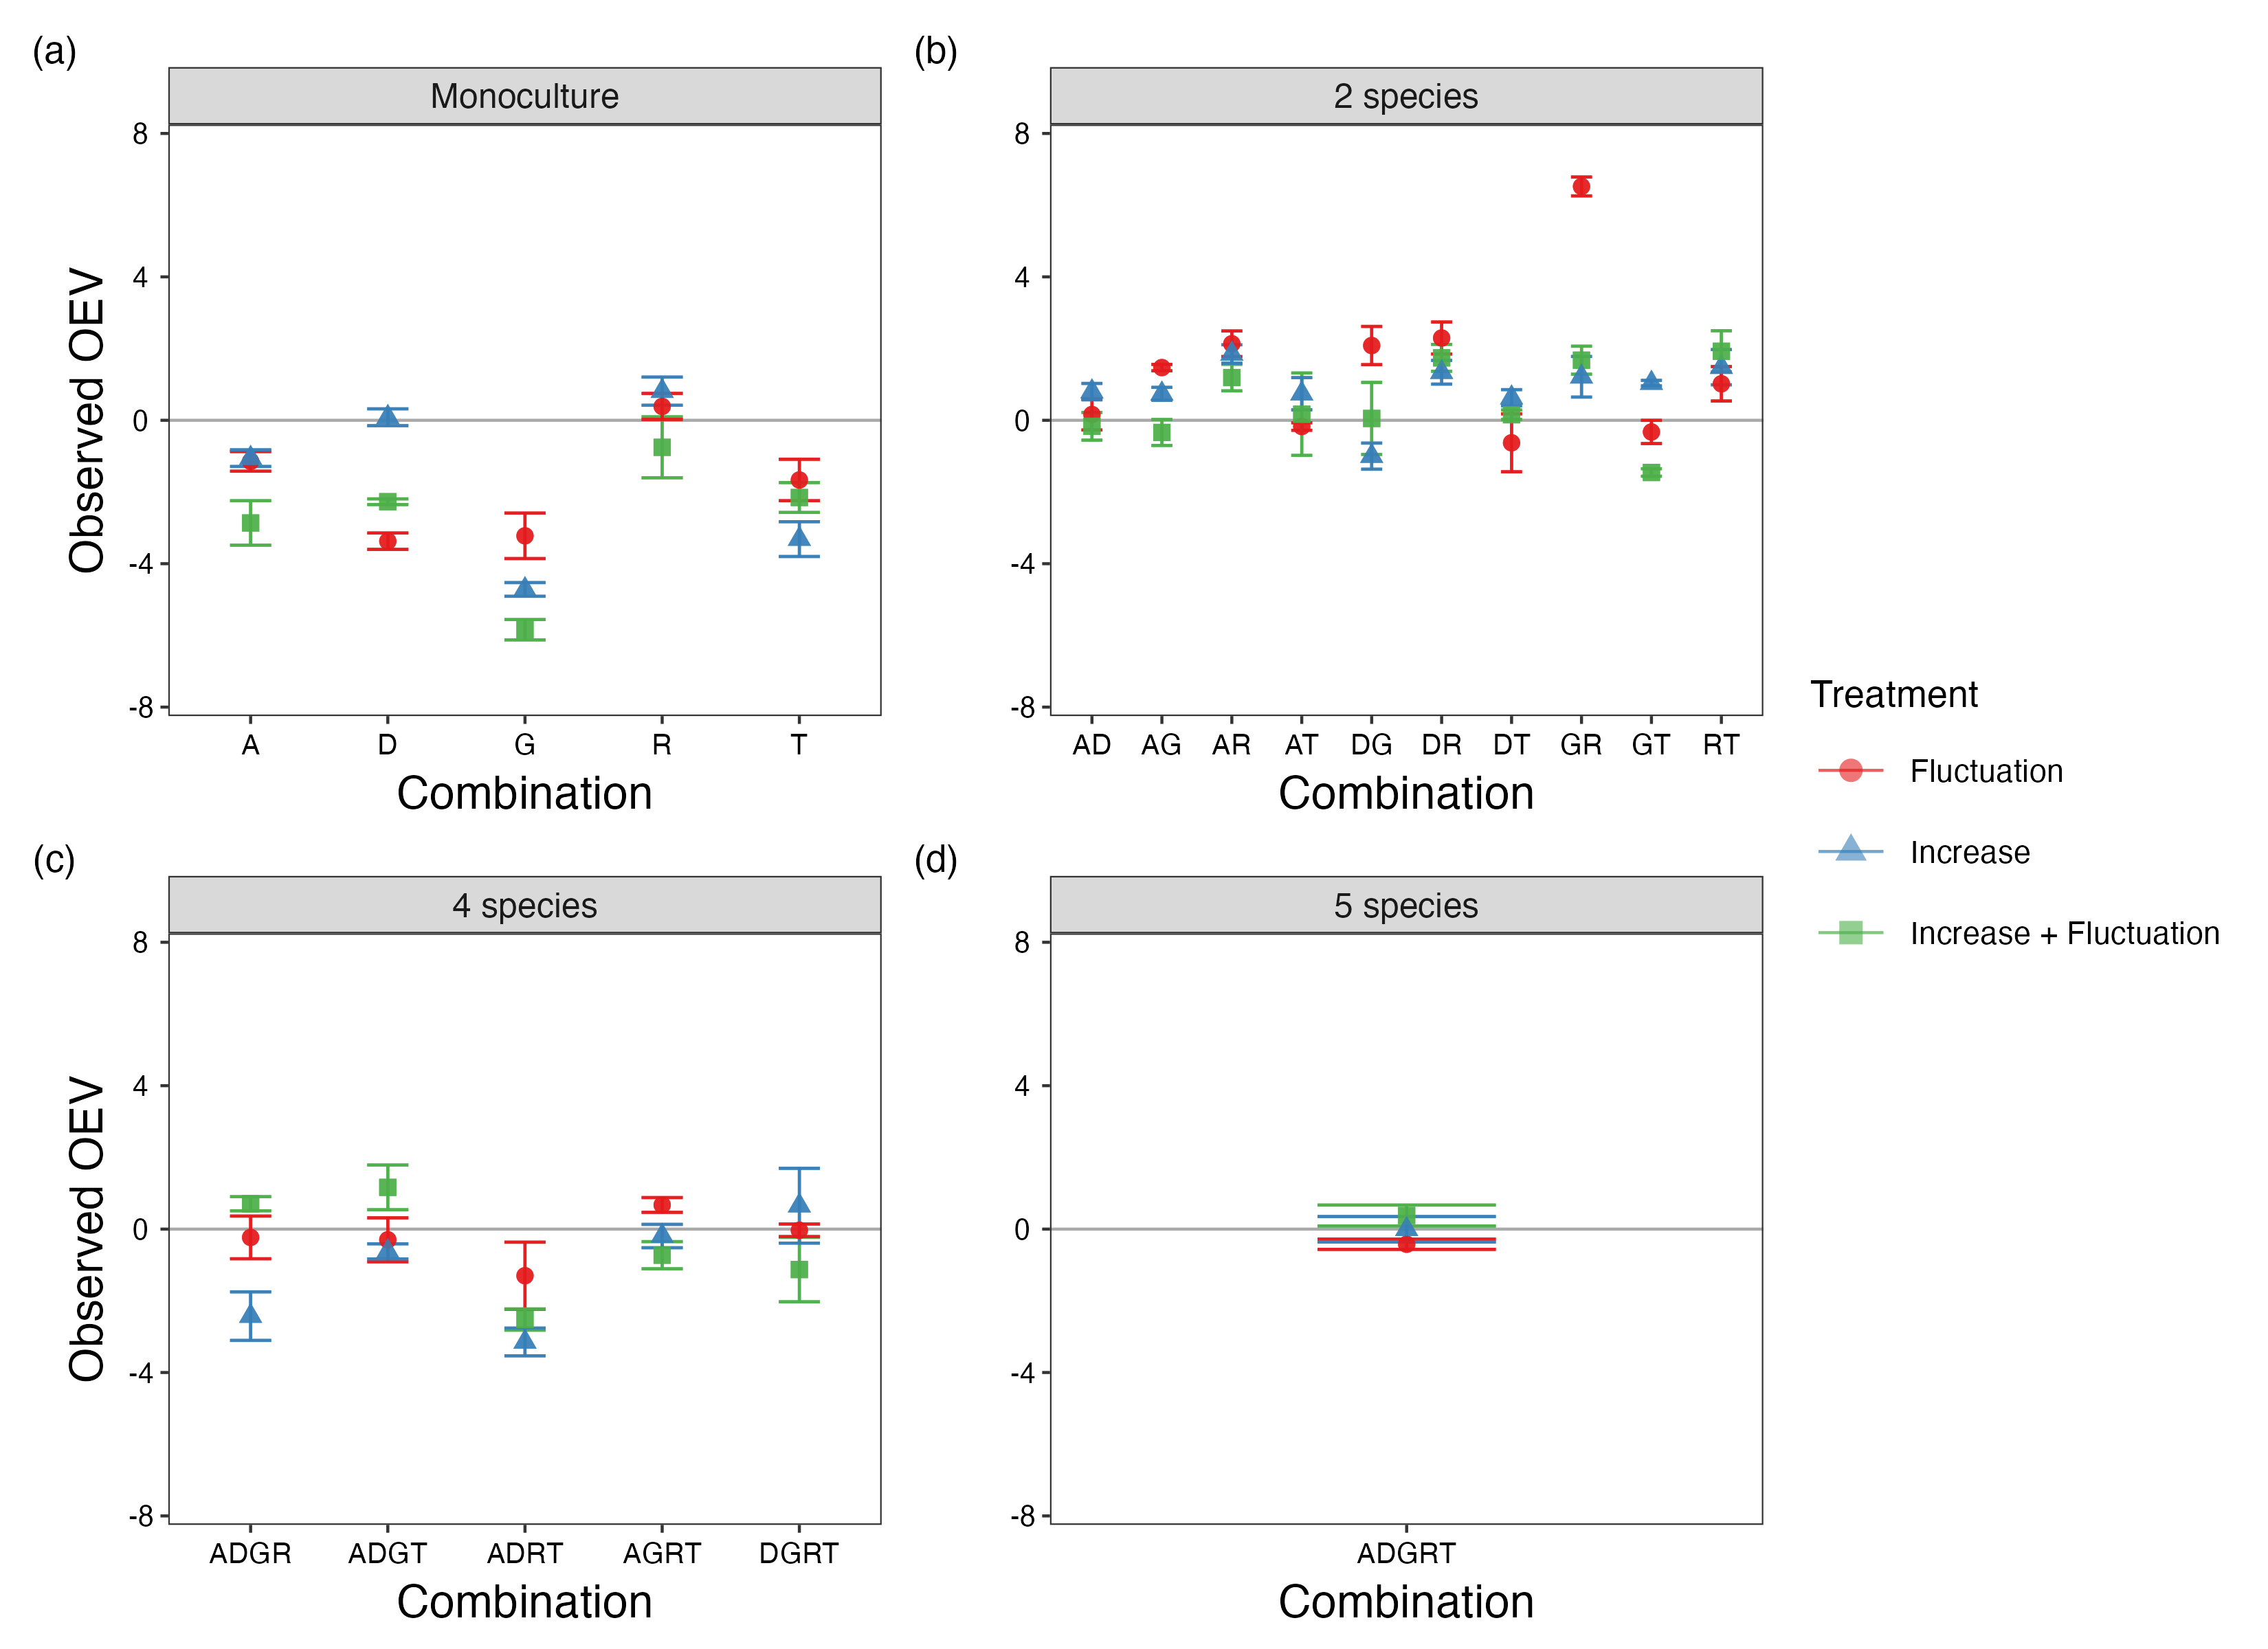 (a)
Monoculture
8
4
0
-4
-8
Observed OEV
A D G R T
Combination
(b)
2 species
8
4
0
-4
-8
AD AG AR AT DG DR DT GR GT RT
Combination
Treatment
Fluctuation
Increase
Increase + Fluctuation
(c)
4 species
8
4
0
-4
-8
Observed OEV
ADGR ADGT ADRT AGRT DGRT
Combination
(d)
5 species
8
4
0
-4
-8
ADGRT
Combination